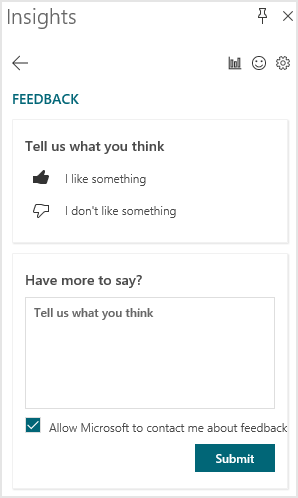 Insights
FEEDBACK
Tell us what you think
I like something
I don't like something
Have more to say?
Tell us what you think
Allow Microsoft to contact me about feedback
Submit